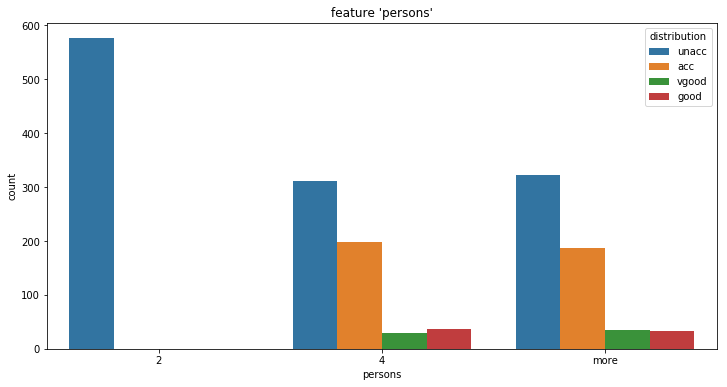 feature 'persons'
600
500
400
300
200
100
0
count
2
4
more
persons
distribution
unacc
acc
vgood
good